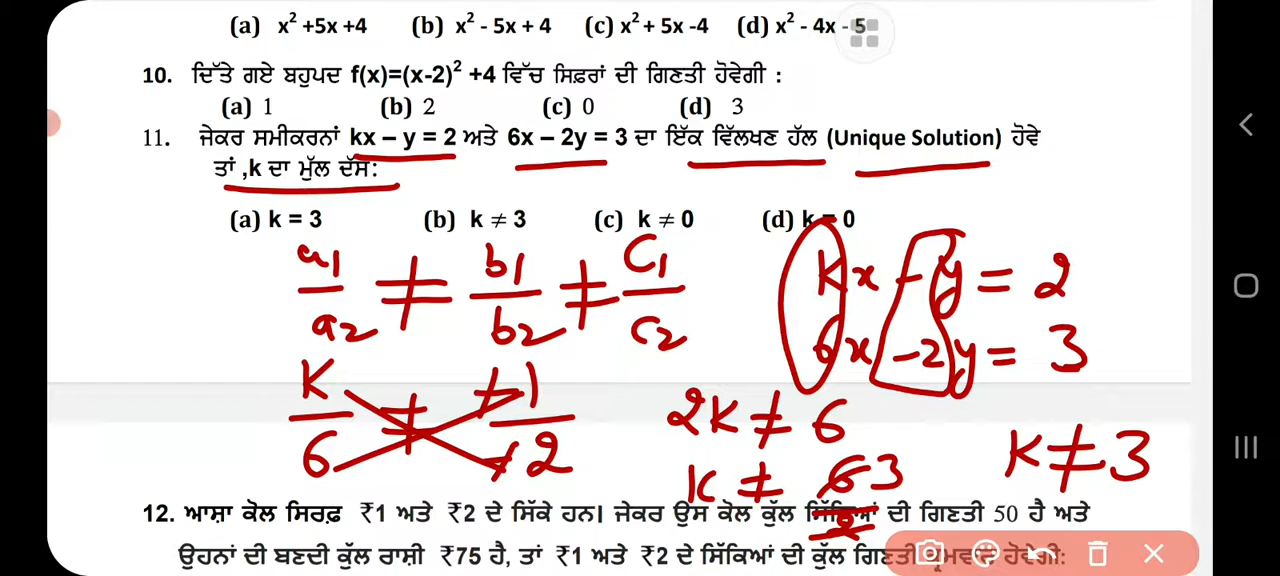 (a) x² +5x +4 (b) x² - 5x + 4 (c) x² + 5x -4 (d) x² - 4x - 5
10. ਦਿੱਤੇ ਗਏ ਬਹੁਪਦ f(x)=(x-2)² +4 ਵਿੱਚ ਸਿਫ਼ਰਾਂ ਦੀ ਗਿਣਤੀ ਹੋਵੇਗੀ :
(a) 1 (b) 2 (c) 0 (d) 3
11. ਜੇਕਰ ਸਮੀਕਰਨਾਂ kx – y = 2 ਅਤੇ 6x – 2y = 3 ਦਾ ਇੱਕ ਵਿੱਲਖਣ ਹੱਲ (Unique Solution) ਹੋਵੇ
ਤਾਂ ,k ਦਾ ਮੁੱਲ ਦੱਸ:
(a) k = 3 (b) k ≠ 3 (c) k ≠ 0 (d) k = 0
a1/a2 ≠ b1/b2 ≠ C1/C2
Kx - y = 2
6x - 2y = 3
K/6 ≠ +1/+2
2K ≠ 6
K ≠ 6 3
K ≠ 3
12. ਆਸ਼ਾ ਕੋਲ ਸਿਰਫ਼ ₹1 ਅਤੇ ₹2 ਦੇ ਸਿੱਕੇ ਹਨ। ਜੇਕਰ ਉਸ ਕੋਲ ਕੁੱਲ ਸਿੱਕਿਆਂ ਦੀ ਗਿਣਤੀ 50 ਹੈ ਅਤੇ
ਉਹਨਾਂ ਦੀ ਬਣਦੀ ਕੁੱਲ ਰਾਸ਼ੀ ₹75 ਹੈ, ਤਾਂ ₹1 ਅਤੇ ₹2 ਦੇ ਸਿੱਕਿਆਂ ਦੀ ਕੁੱਲ ਗਿਣਤੀ